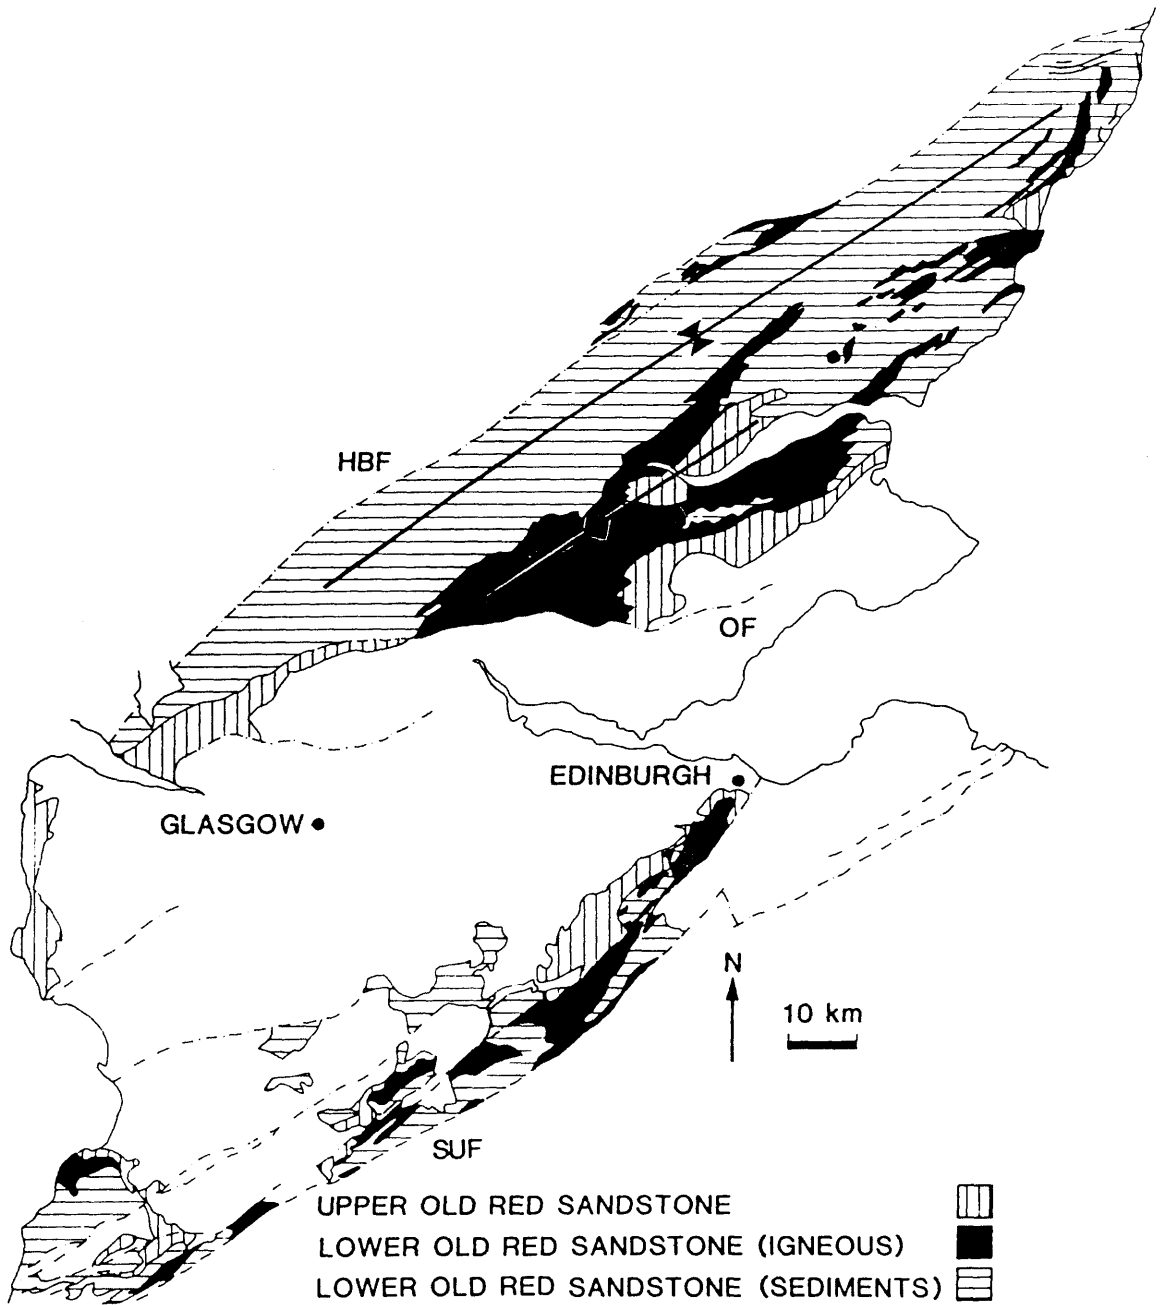 HBF
OF
EDINBURGH
GLASGOW
N
10 km
SUF
UPPER OLD RED SANDSTONE
LOWER OLD RED SANDSTONE (IGNEOUS)
LOWER OLD RED SANDSTONE (SEDIMENTS)